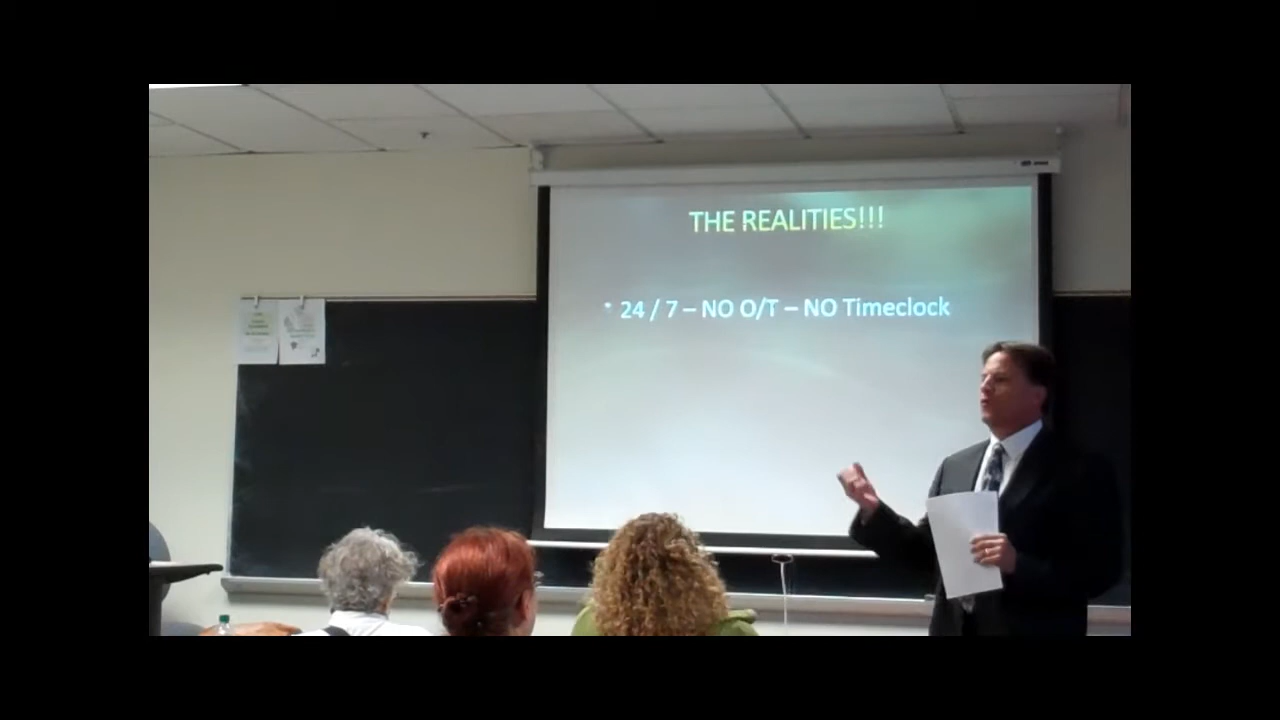 THE REALITIES!!!
• 24 / 7 – NO O/T – NO Timeclock